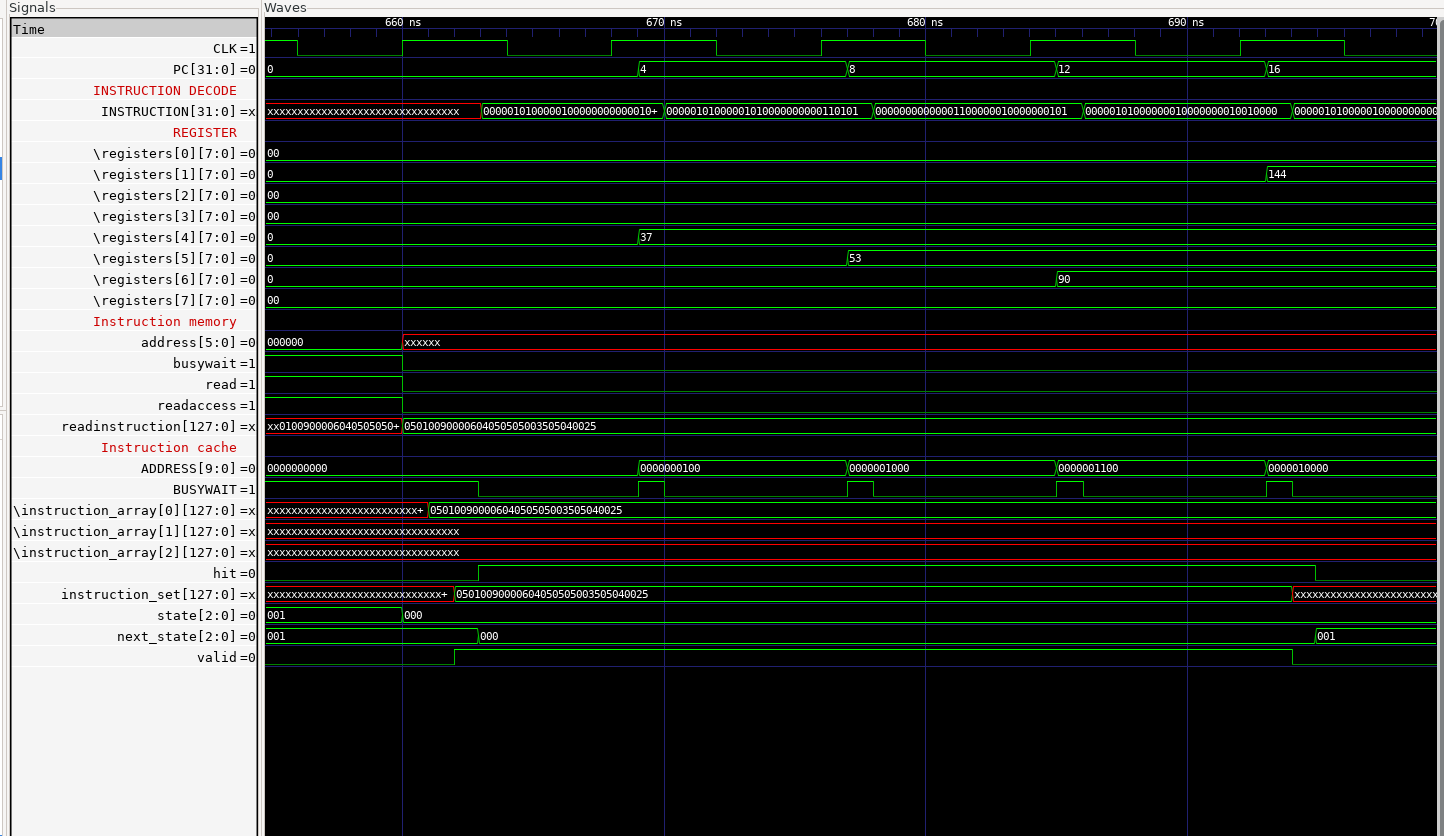 Signals
Waves
Time
660 ns 670 ns 680 ns 690 ns 70
CLK =1
PC[31:0] =0 0 4 8 12 16
INSTRUCTION DECODE
INSTRUCTION[31:0] =x xxxxxxxxxxxxxxxxxxxxxxxxxxxxxxxx 0000010100000100000000000010+ 00000101000001010000000000110101 00000000000001100000010000000101 00000101000000010000000010010000 000001010000010000000000
REGISTER
\registers[0][7:0] =0 00
\registers[1][7:0] =0 0 144
\registers[2][7:0] =0 00
\registers[3][7:0] =0 00
\registers[4][7:0] =0 0 37
\registers[5][7:0] =0 0 53
\registers[6][7:0] =0 0 90
\registers[7][7:0] =0 00
Instruction memory
address[5:0] =0 000000 xxxxxx
busywait =1
read =1
readaccess =1
readinstruction[127:0] =x xx0100900006040505050+ 05010090000604050505003505040025
Instruction cache
ADDRESS[9:0] =0 0000000000 0000000100 0000001000 0000001100 0000010000
BUSYWAIT =1
\instruction_array[0][127:0] =x xxxxxxxxxxxxxxxxxxxxxxxxx+ 05010090000604050505003505040025
\instruction_array[1][127:0] =x xxxxxxxxxxxxxxxxxxxxxxxxxxxxxxxx
\instruction_array[2][127:0] =x xxxxxxxxxxxxxxxxxxxxxxxxxxxxxxxx
hit =0
instruction_set[127:0] =x xxxxxxxxxxxxxxxxxxxxxxxxxxxxx+ 05010090000604050505003505040025 xxxxxxxxxxxxxxxxxxxxxxxx
state[2:0] =0 001 000
next_state[2:0] =0 001 000 001
valid =0